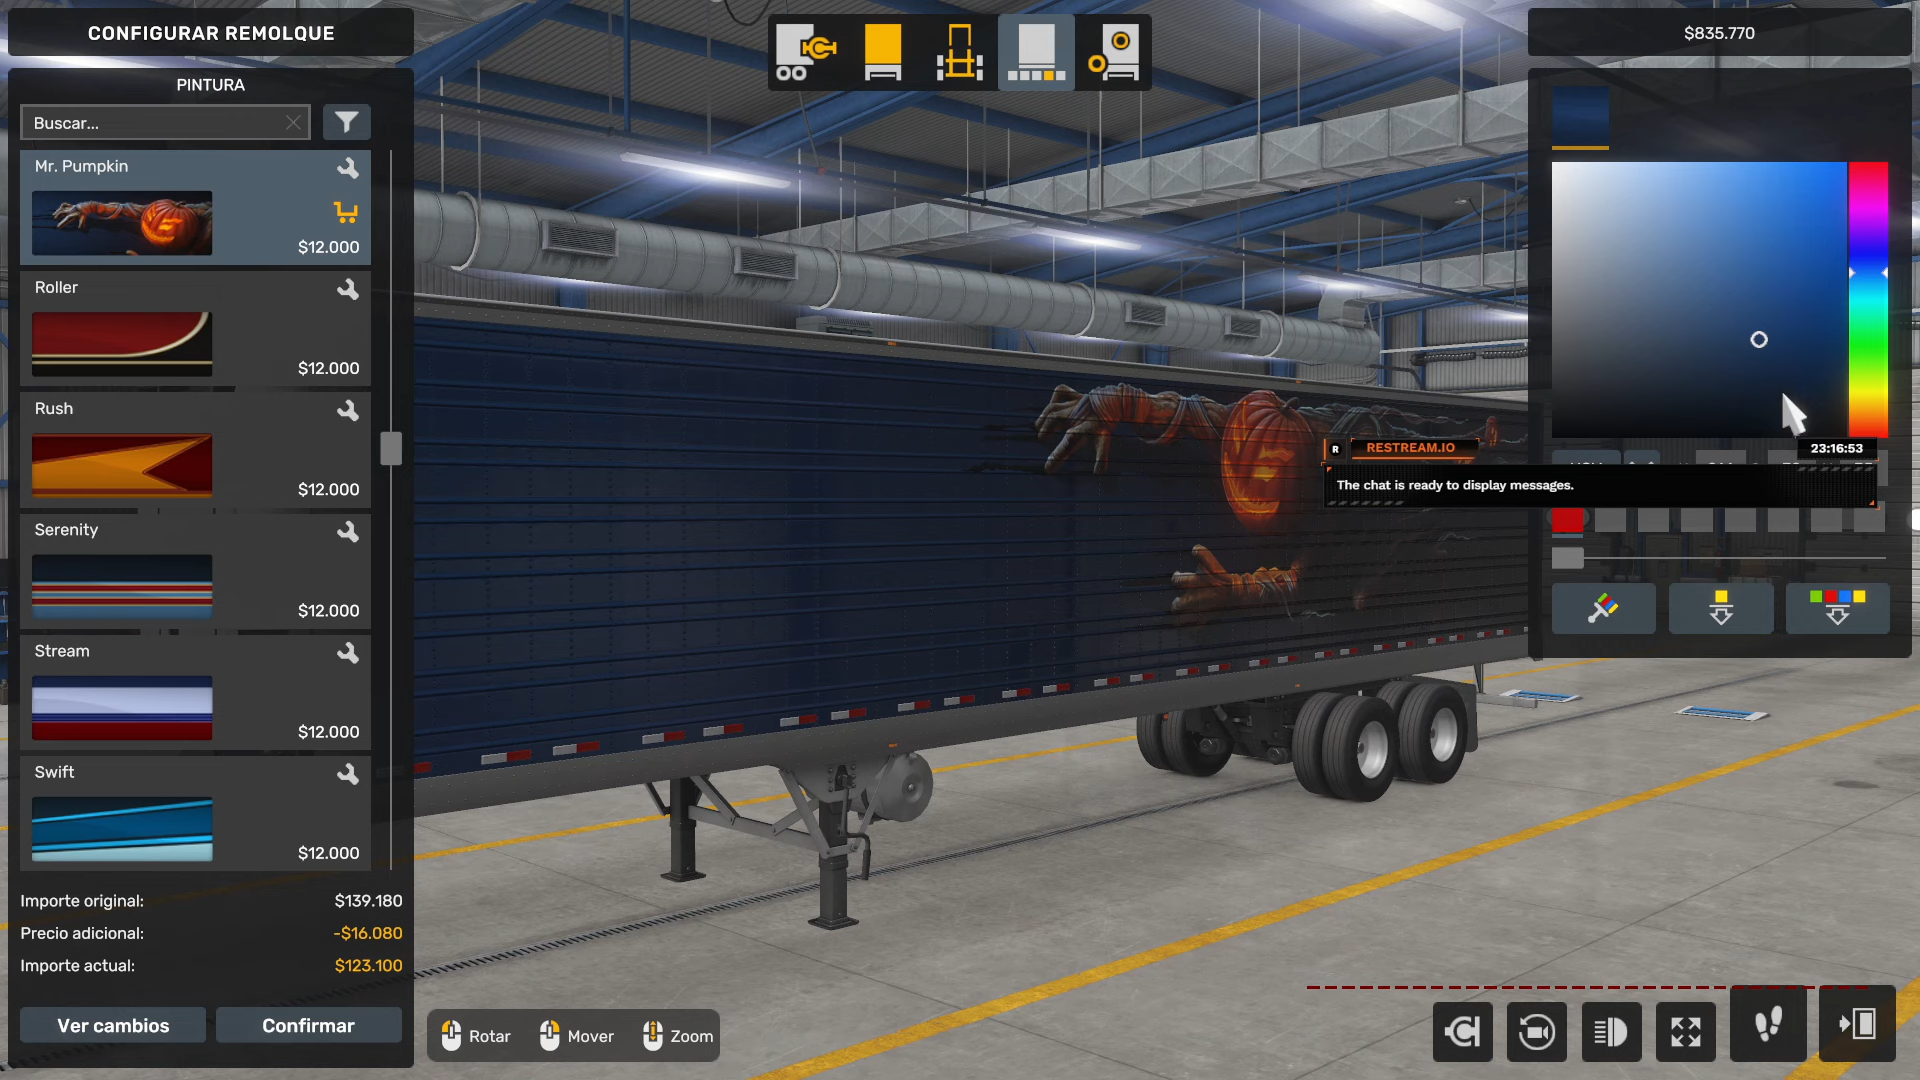 CONFIGURAR REMOLQUE
$835.770
PINTURA
Buscar...
Mr. Pumpkin
$12.000
Roller
$12.000
Rush
$12.000
Serenity
$12.000
Stream
$12.000
Swift
$12.000
R RESTREAM.IO
23:16:53
The chat is ready to display messages.
Importe original: $139.180
Precio adicional: -$16.080
Importe actual: $123.100
Ver cambios Confirmar
Rotar Mover Zoom